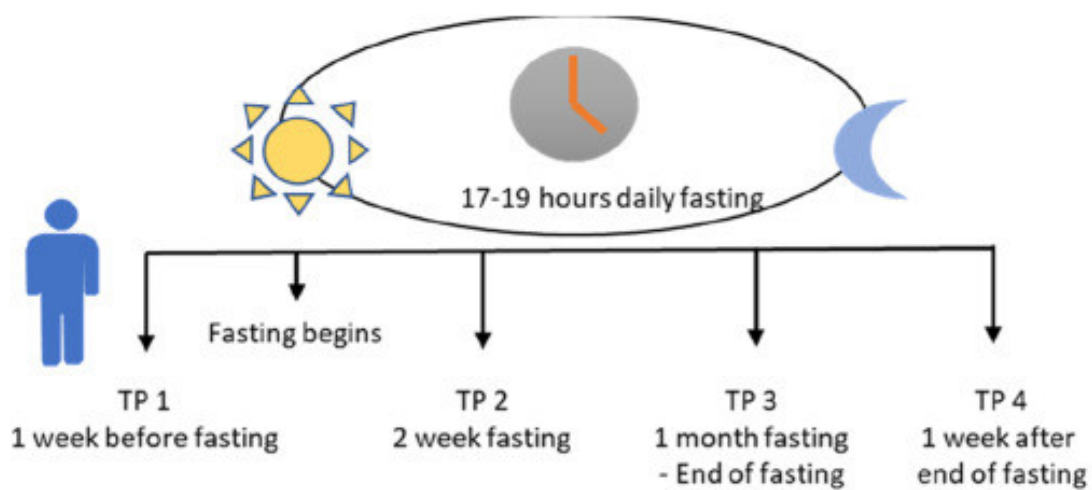 17-19 hours daily fasting
Fasting begins
TP 1
1 week before fasting
TP 2
2 week fasting
TP 3
1 month fasting
- End of fasting
TP 4
1 week after
end of fasting